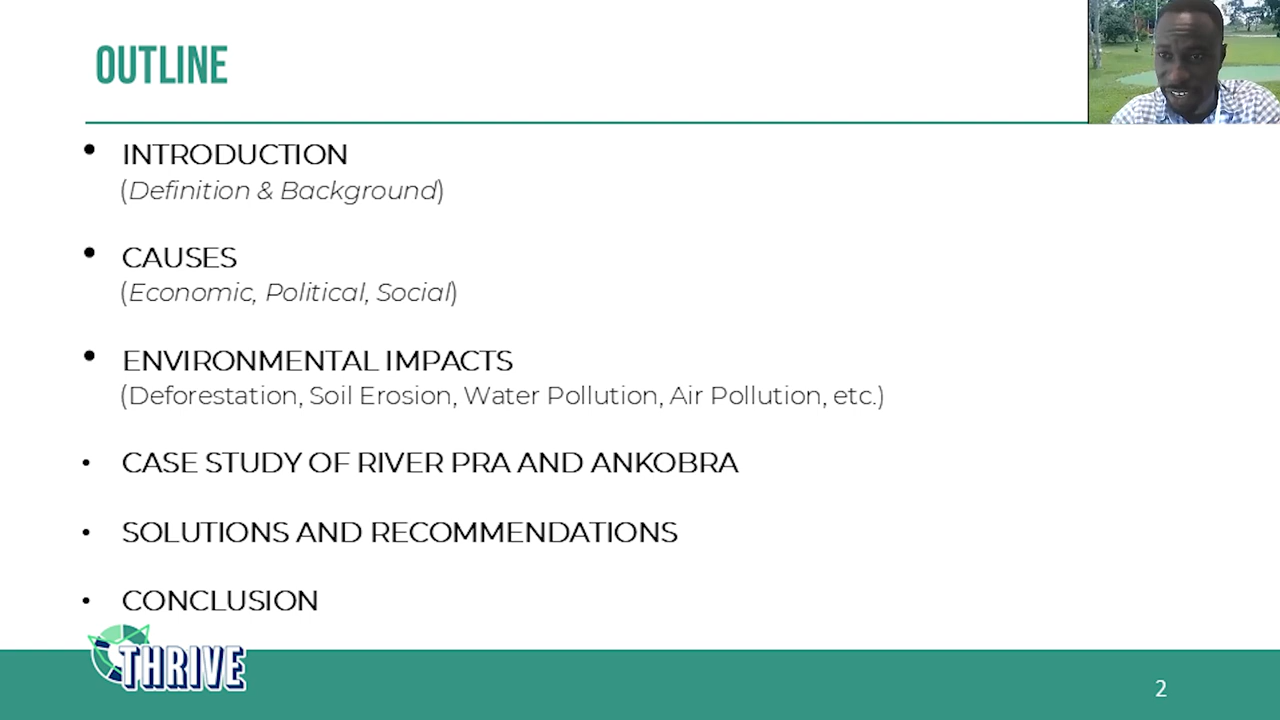 OUTLINE
• INTRODUCTION
(Definition & Background)
• CAUSES
(Economic, Political, Social)
• ENVIRONMENTAL IMPACTS
(Deforestation, Soil Erosion, Water Pollution, Air Pollution, etc.)
• CASE STUDY OF RIVER PRA AND ANKOBRA
• SOLUTIONS AND RECOMMENDATIONS
• CONCLUSION
THRIVE
2